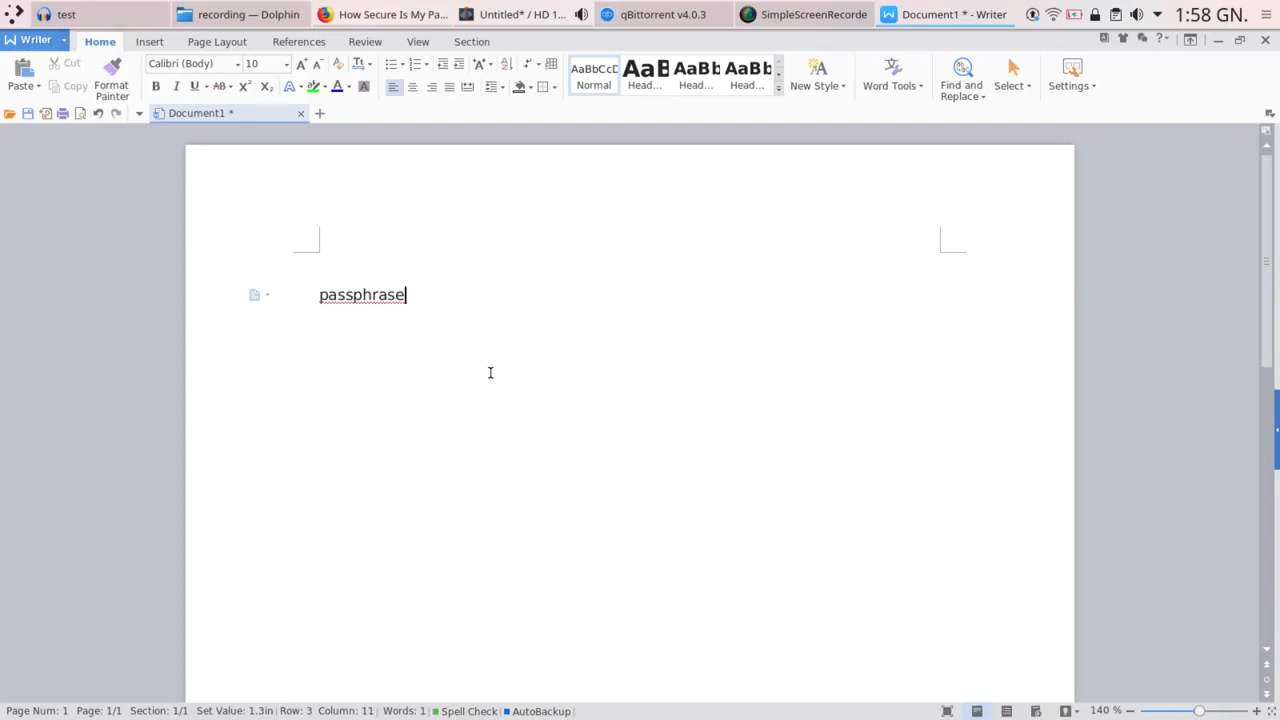 test
recording — Dolphin
How Secure Is My Pa...
Untitled* / HD 1...
qBittorrent v4.0.3
SimpleScreenRecorde
Document1 * - Writer
1:58 GN.
Writer
Home
Insert
Page Layout
References
Review
View
Section
Paste
Cut
Copy
Format Painter
Calibri (Body)
10
AaBbCcD
Normal
AaB
Head...
AaBb
Head...
AaBb
Head...
New Style
Word Tools
Find and Replace
Select
Settings
Document1 *
passphrase
Page Num: 1 Page: 1/1 Section: 1/1 Set Value: 1.3in Row: 3 Column: 11 Words: 1 Spell Check AutoBackup
140 %